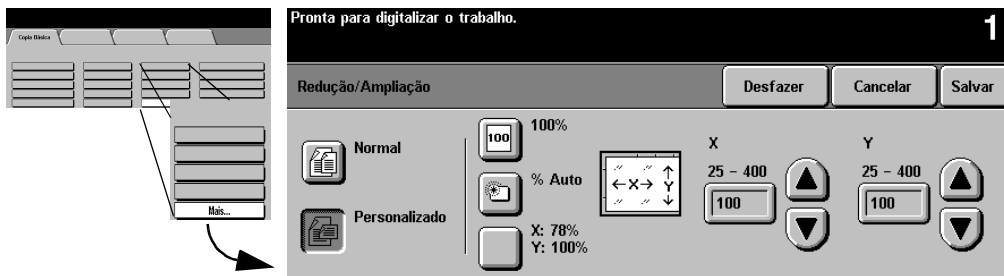 Copia Básica
Mais...
Pronta para digitalizar o trabalho.
1
Redução/Ampliação
Desfazer
Cancelar
Salvar
Normal
Personalizado
100
100%
% Auto
X: 78%
Y: 100%
X
Y
X
25 - 400
100
Y
25 - 400
100